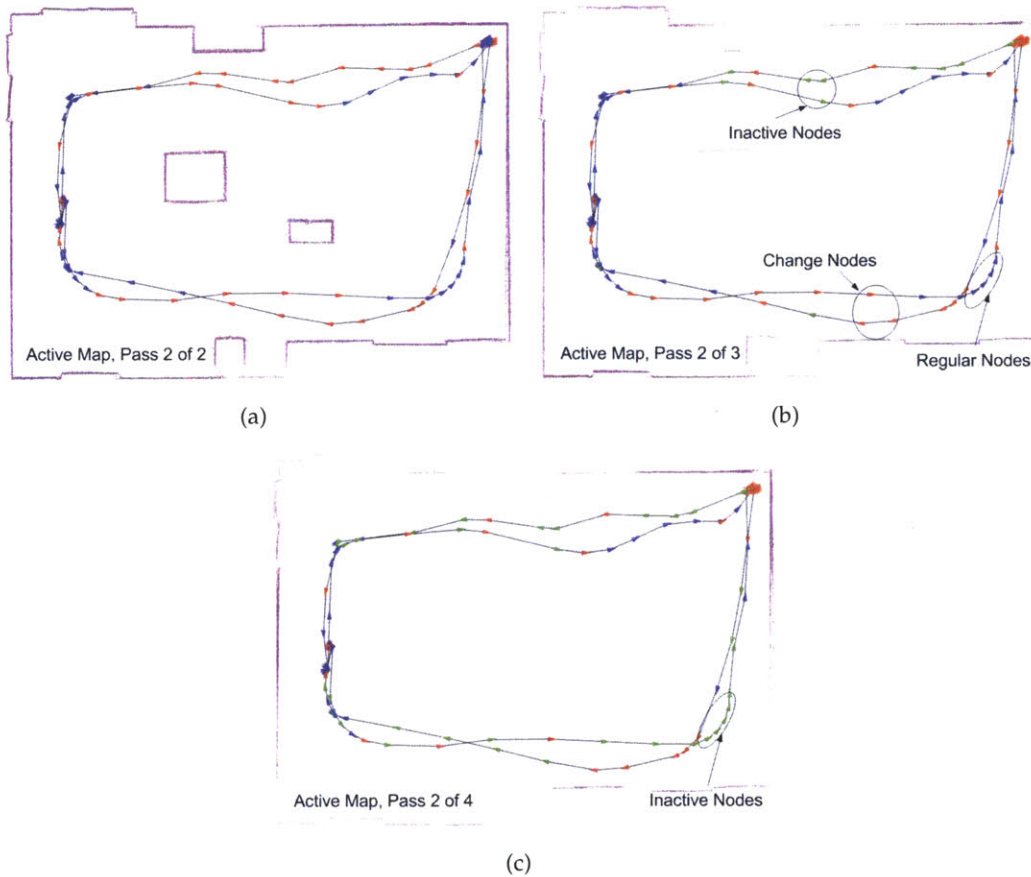 Inactive Nodes
Change Nodes
Active Map, Pass 2 of 2
Active Map, Pass 2 of 3
Regular Nodes
(a)
(b)
Active Map, Pass 2 of 4
Inactive Nodes
(c)